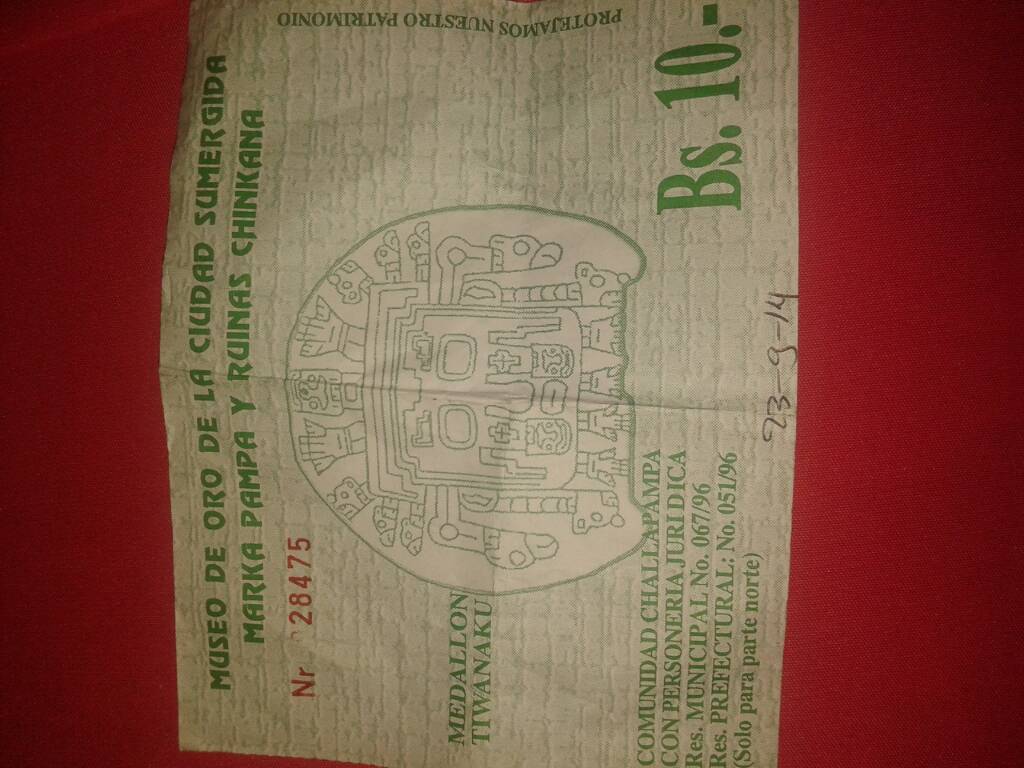 MUSEO DE ORO DE LA CIUDAD SUMERGIDA
MARKA PAMPA Y RUINAS CHINKANA
Nr 28475
PROTEJAMOS NUESTRO PATRIMONIO
MEDALLON
TIWANAKU
COMUNIDAD CHALLAPAMPA
CON PERSONERIA JURIDICA
Res. MUNICIPAL No. 067/96
Res. PREFECTURAL: No. 051/96
(Solo para parte norte)
Bs. 10.-
23-9-14